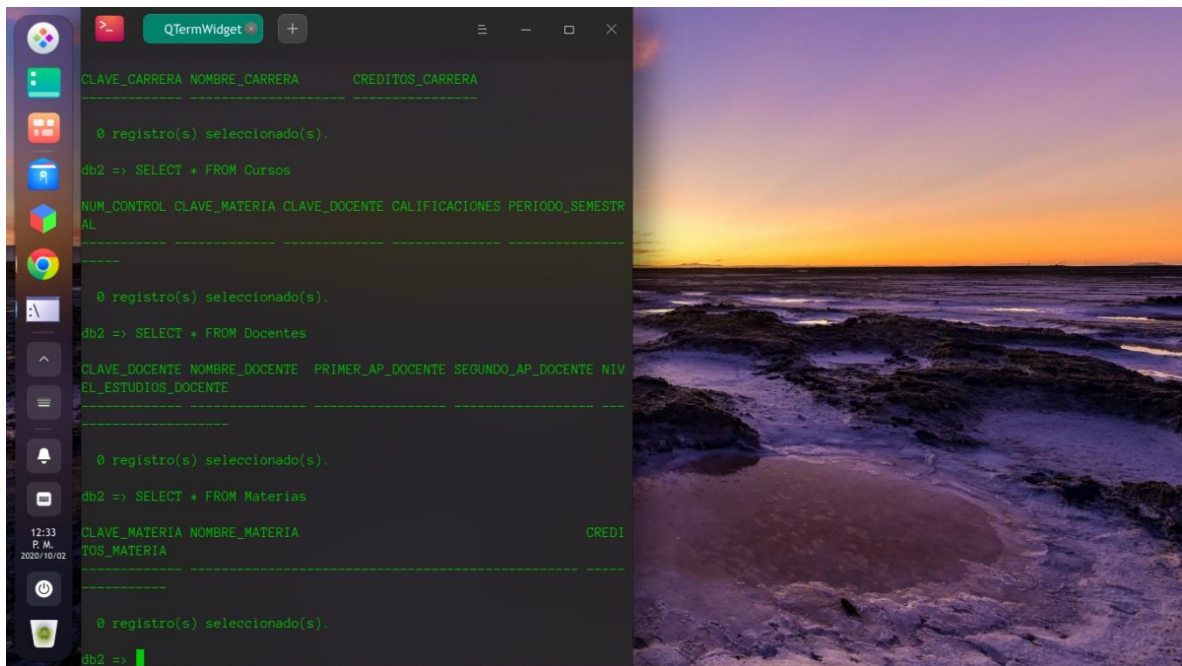 QTermWidget
CLAVE_CARRERA NOMBRE_CARRERA       CREDITOS_CARRERA
------------- -------------------- ----------------
0 registro(s) seleccionado(s).
db2 => SELECT * FROM Cursos
NUM_CONTROL CLAVE_MATERIA CLAVE_DOCENTE CALIFICACIONES PERIODO_SEMESTR
AL
----------- ------------- ------------- -------------- ---------------
-----
0 registro(s) seleccionado(s).
db2 => SELECT * FROM Docentes
CLAVE_DOCENTE NOMBRE_DOCENTE  PRIMER_AP_DOCENTE SEGUNDO_AP_DOCENTE NIV
EL_ESTUDIOS_DOCENTE
------------- --------------- ----------------- ------------------ ---
-------------------
0 registro(s) seleccionado(s).
db2 => SELECT * FROM Materias
CLAVE_MATERIA NOMBRE_MATERIA                                     CREDI
TOS_MATERIA
------------- -------------------------------------------------- -----
-----------
0 registro(s) seleccionado(s).
db2 =>
12:33
P. M.
2020/10/02